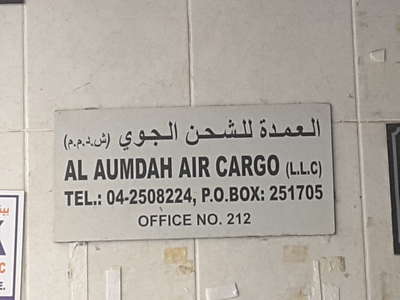 العمدة للشحن الجوي (ش.ذ.م.م)
AL AUMDAH AIR CARGO (L.L.C)
TEL.: 04-2508224, P.O.BOX: 251705
OFFICE NO. 212